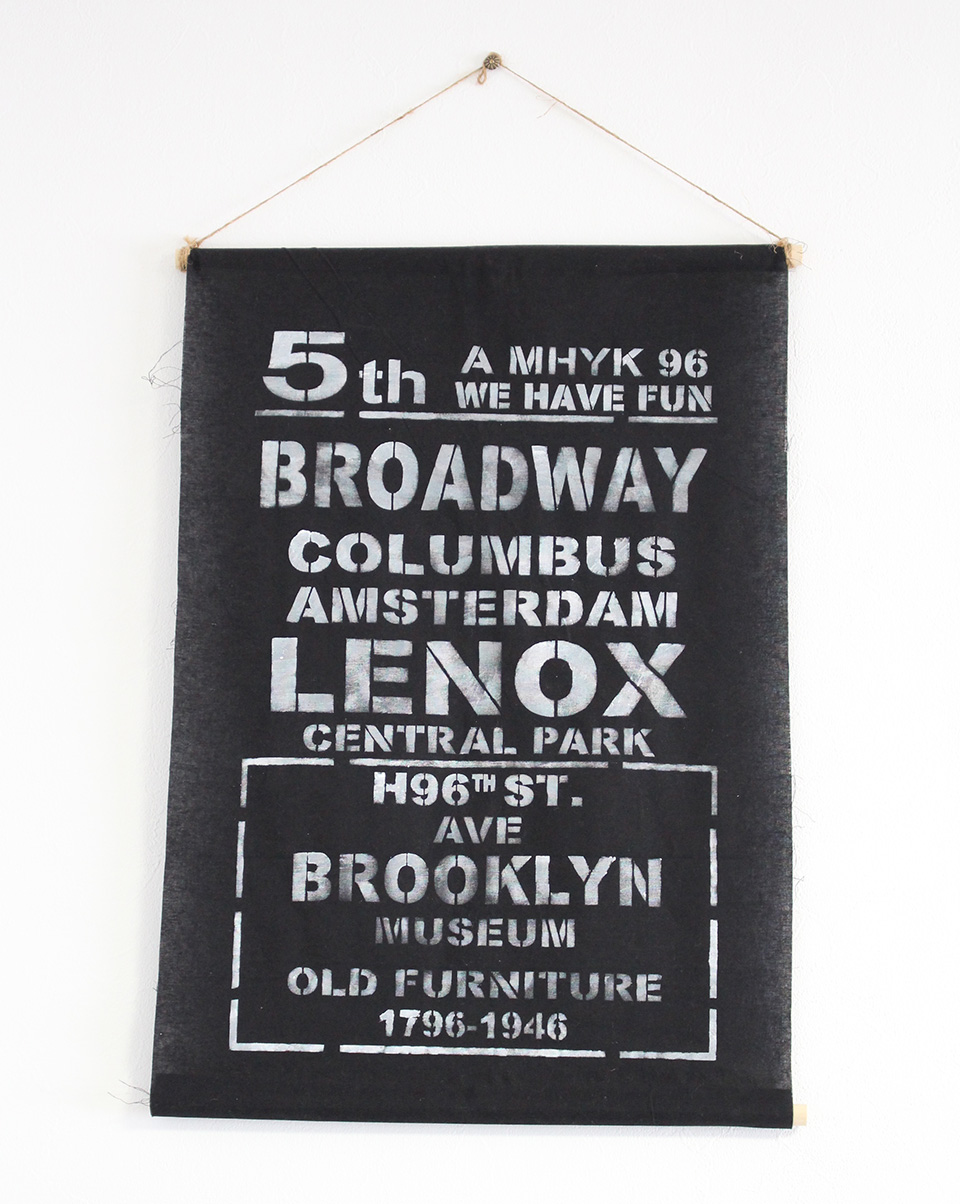 5th
A MHYK 96
WE HAVE FUN
BROADWAY
COLUMBUS
AMSTERDAM
LENOX
CENTRAL PARK
H96TH ST.
AVE
BROOKLYN
MUSEUM
OLD FURNITURE
1796-1946